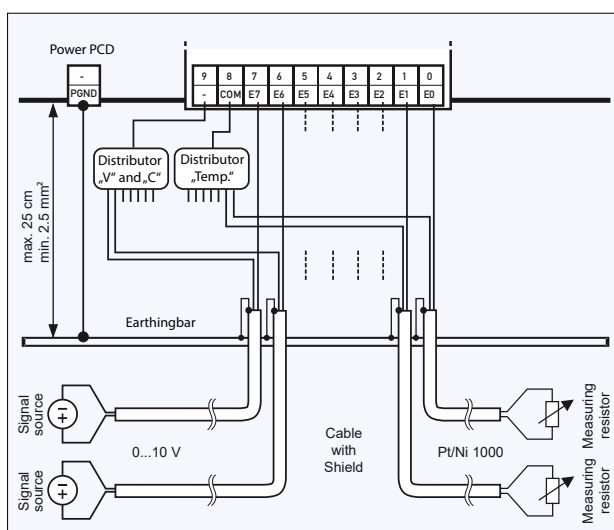 Power PCD
-
PGND
9 8 7 6 5 4 3 2 1 0
- COM E7 E6 E5 E4 E3 E2 E1 E0
max. 25 cm
min. 2.5 mm²
Distributor
„V“ and „C“
Distributor
„Temp.“
Earthingbar
Signal
source
+
0...10 V
Cable
with
Shield
Pt/Ni 1000
Measuring
resistor
Signal
source
+
Measuring
resistor